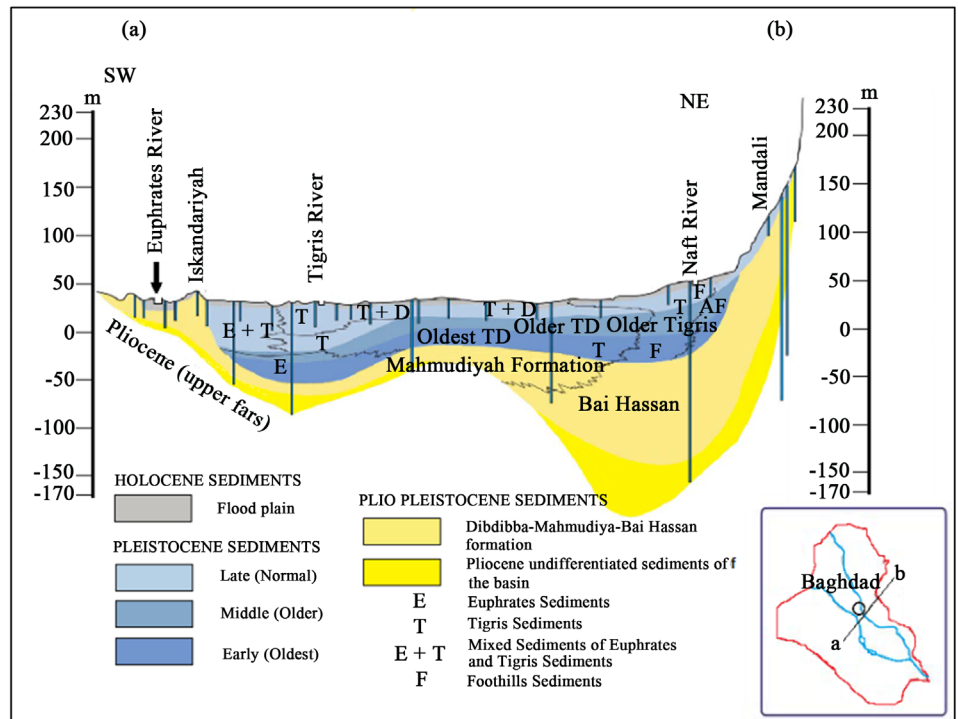 (a)
(b)
SW
NE
m
m
230
200
150
100
50
0
-50
-100
-150
-170
230
200
150
100
50
0
-50
-100
-150
-170
Euphrates River
Iskandariyah
Tigris River
Naft River
Mandali
E + T
T
T
T + D
T + D
E
Oldest TD
Older TD
Older Tigris
T
F
T
F
AF
Mahmudiyah Formation
Bai Hassan
Pliocene (upper fars)
HOLOCENE SEDIMENTS
Flood plain
PLEISTOCENE SEDIMENTS
Late (Normal)
Middle (Older)
Early (Oldest)
PLIO PLEISTOCENE SEDIMENTS
Dibdibba-Mahmudiya-Bai Hassan
formation
Pliocene undifferentiated sediments of f
the basin
E Euphrates Sediments
T Tigris Sediments
E + T Mixed Sediments of Euphrates
and Tigris Sediments
F Foothills Sediments
Baghdad
b
a